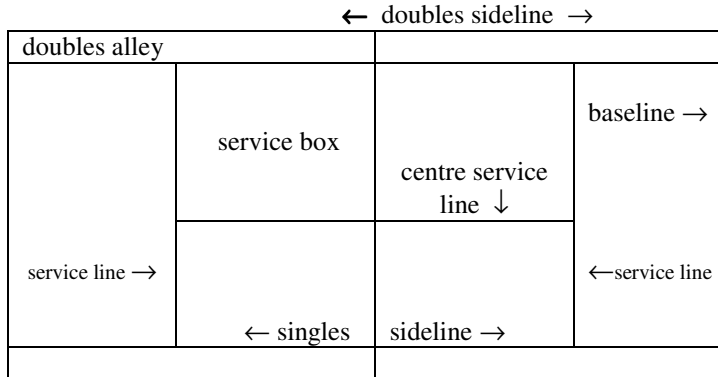 ← doubles sideline →
doubles alley
baseline →
service box
centre service
line ↓
service line →
←service line
← singles sideline →